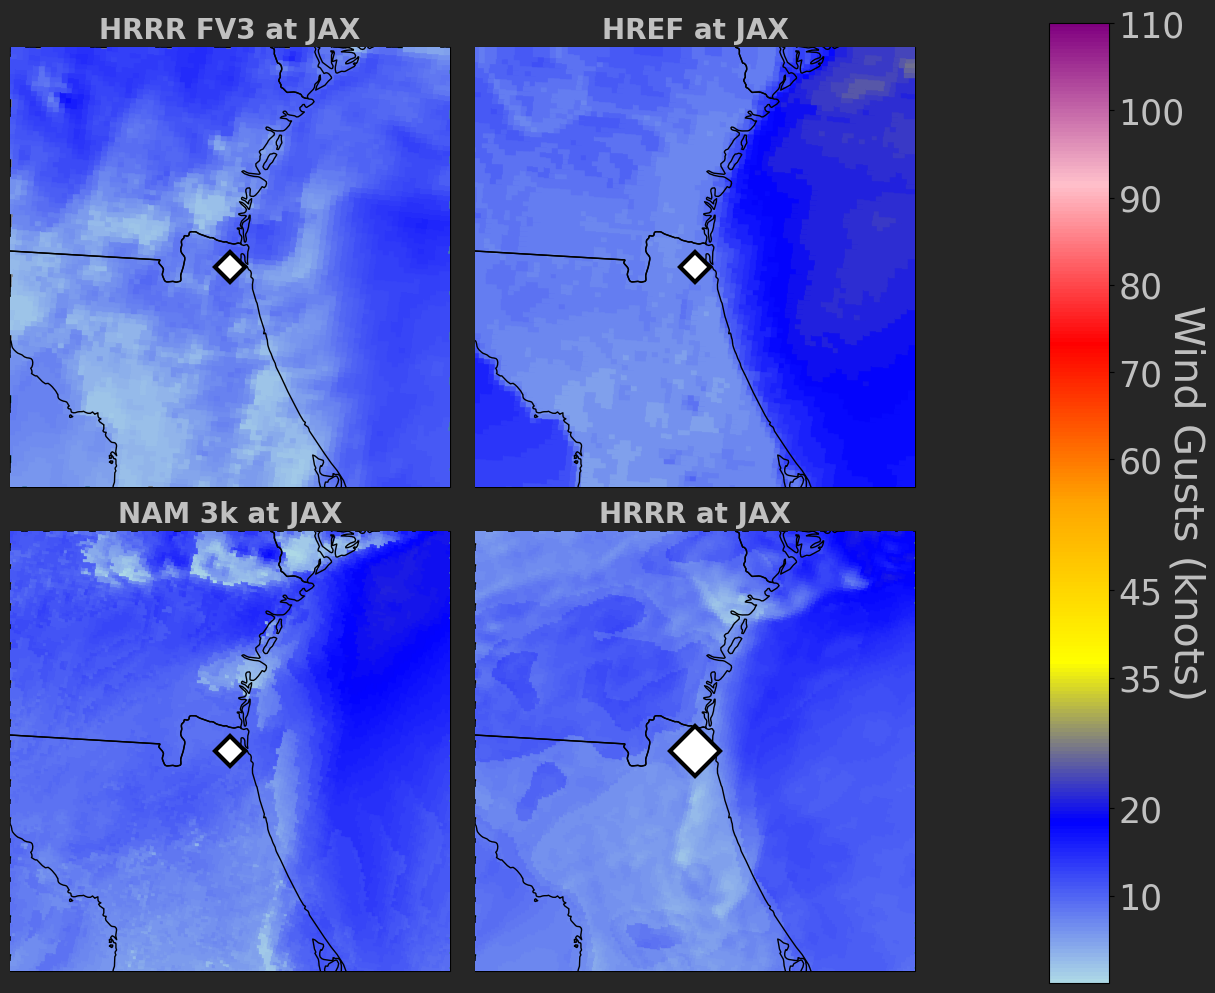 HRRR FV3 at JAX
HREF at JAX
NAM 3k at JAX
HRRR at JAX
110
100
90
80
70
60
45
35
20
10
Wind Gusts (knots)